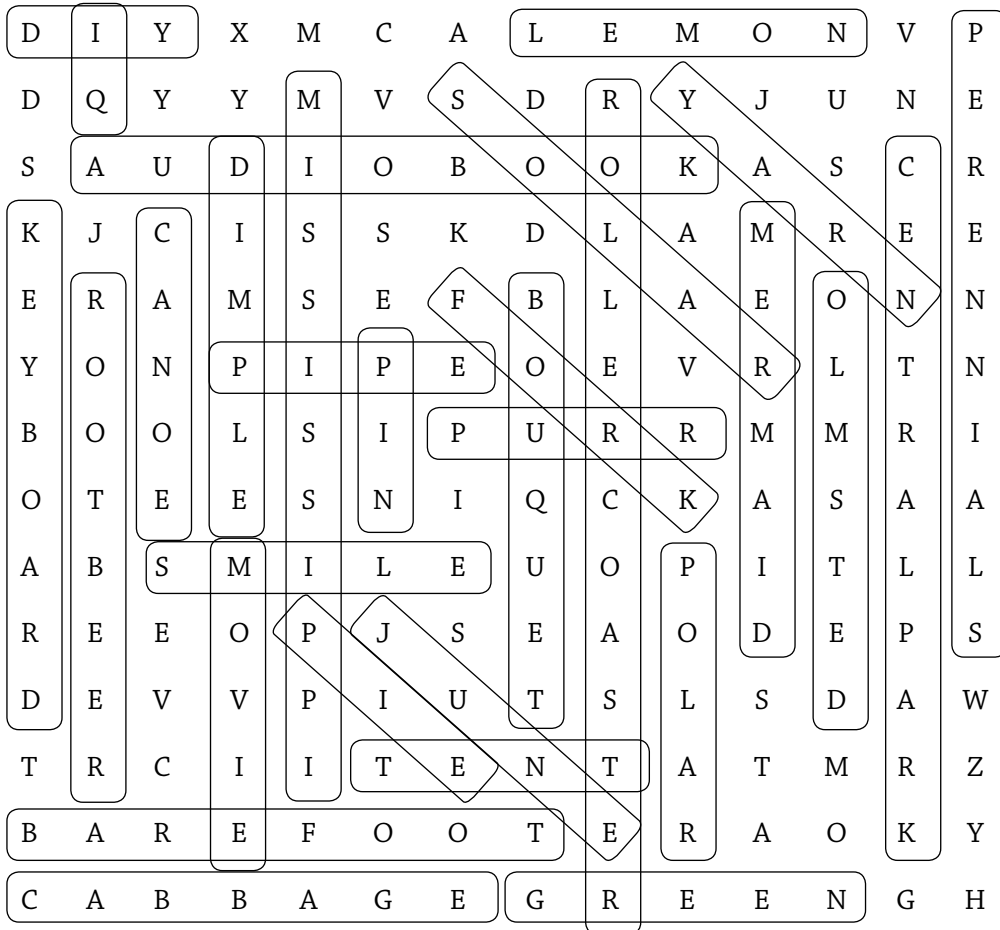 D I Y X M C A L E M O N V P
D Q Y Y M V S D R Y J U N E
S A U D I O B O O K A S C R
K J C I S S K D L A M R E E
E R A M S E F B L A E O N N
Y O N P I P E O E V R L T N
B O O L S I P U R R M M R I
O T E E S N I Q C K A S A A
A B S M I L E U O P I T L L
R E E O P J S E A O D E P S
D E V V P I U T S L S D A W
T R C I I T E N T A T M R Z
B A R E F O O T E R A O K Y
C A B B A G E G R E E N G H